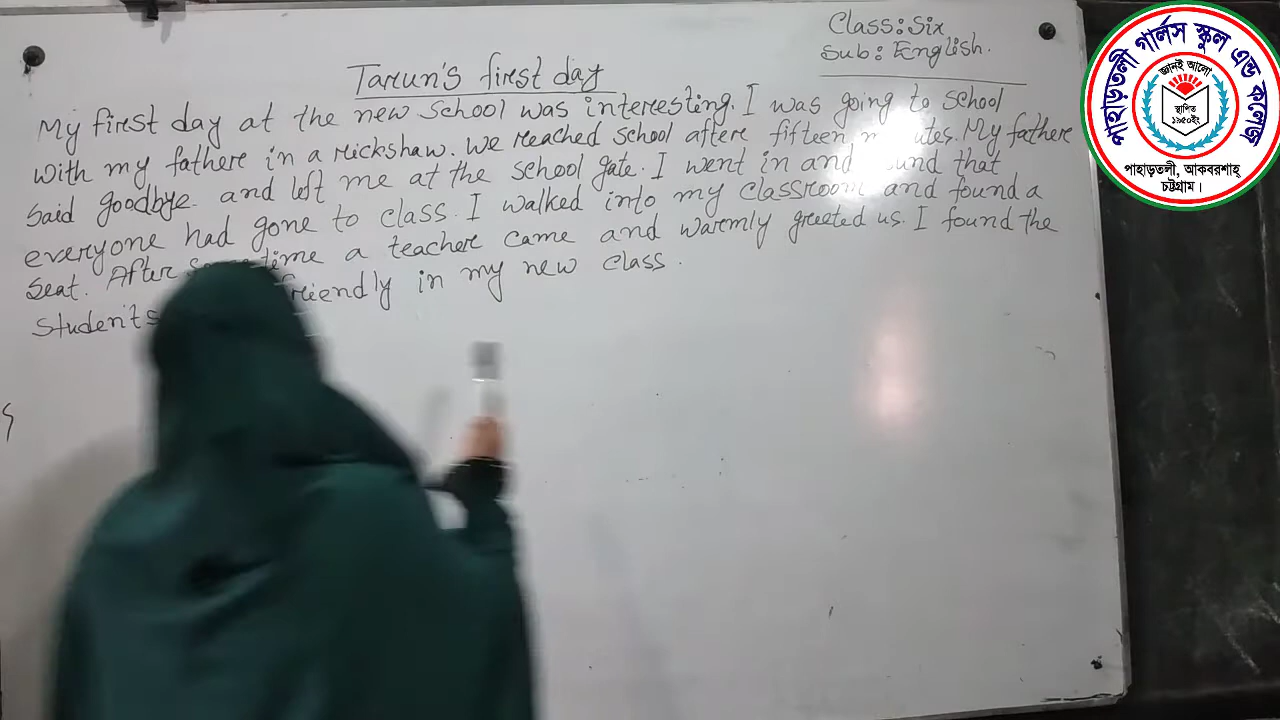 Class: Six
Sub: English.
Tarun's first day
My first day at the new school was interesting. I was going to school
with my father in a rickshaw. We reached school after fifteen My father
said goodbye and left me at the school gate. I went in and that
everyone had gone to class. I walked into my classroom and found a
seat. After time a teacher came and warmly greeted us. I found the
Students friendly in my new class.
পাহাড়তলী গার্লস স্কুল এন্ড কলেজ
জ্ঞানই আলো
স্থাপিত
১৯৫০ইং
পাহাড়তলী, আকবরশাহ্
চট্টগ্রাম।